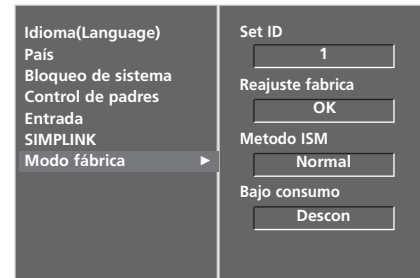 Idioma(Language)
País
Bloqueo de sistema
Control de padres
Entrada
SIMPLINK
Modo fábrica ►
Set ID
1
Reajuste fabrica
OK
Metodo ISM
Normal
Bajo consumo
Descon